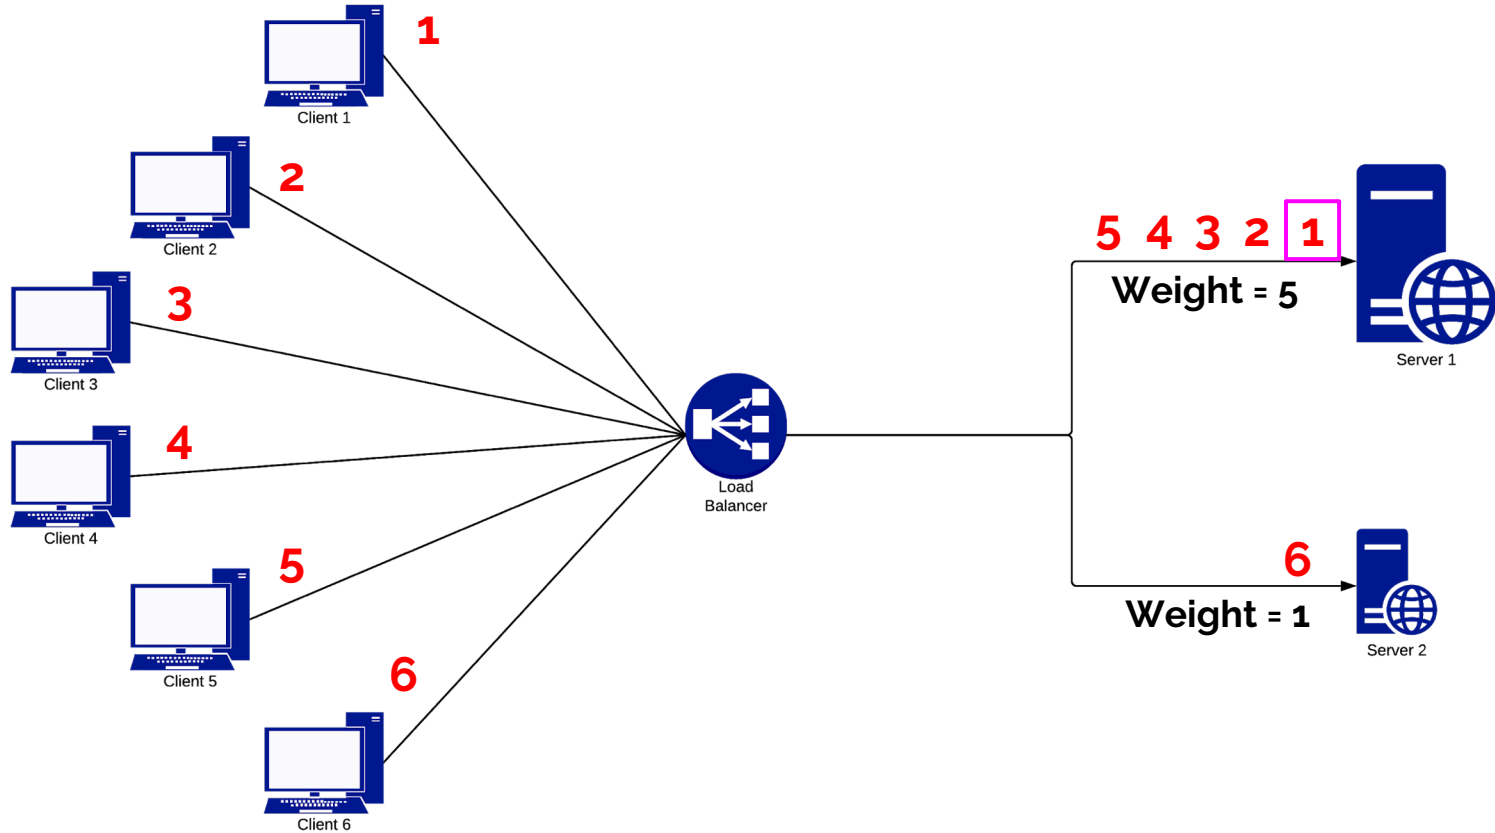 1
Client 1
2
Client 2
3
Client 3
4
Client 4
5
Client 5
6
Client 6
Load
Balancer
5 4 3 2 1
Weight = 5
Server 1
6
Weight = 1
Server 2